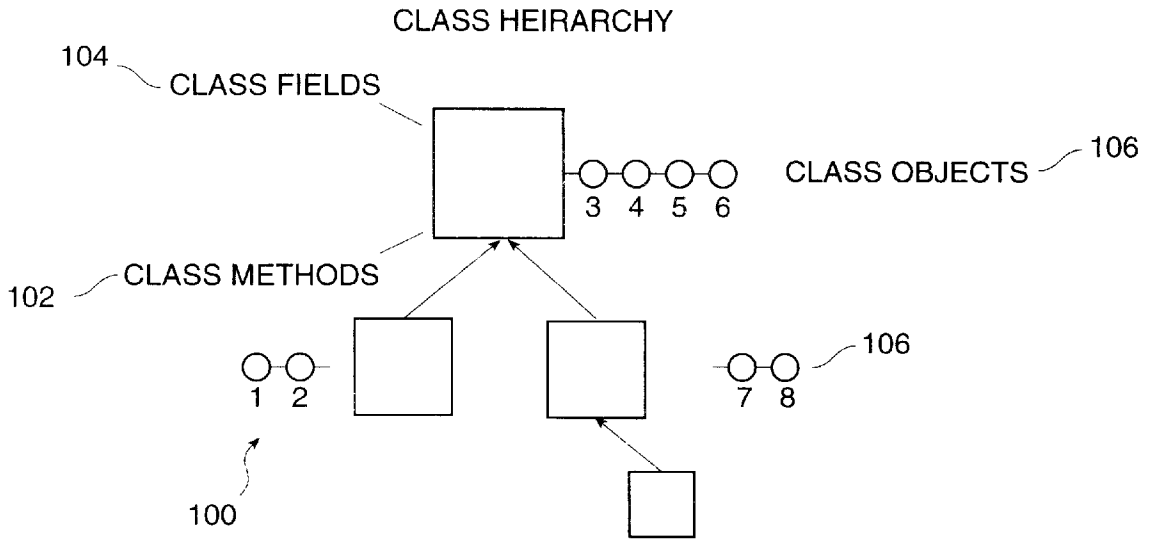 CLASS HEIRARCHY
104
CLASS FIELDS
CLASS OBJECTS
106
3 4 5 6
CLASS METHODS
102
106
1 2
7 8
100